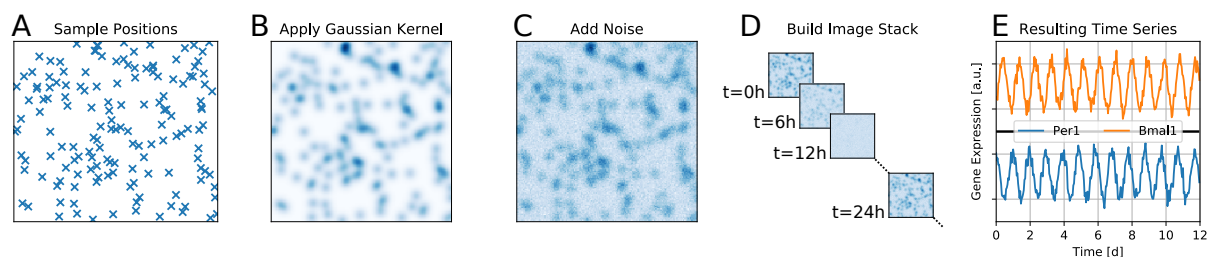 A Sample Positions
B Apply Gaussian Kernel
C Add Noise
D Build Image Stack
t=0h
t=6h
t=12h
t=24h
E Resulting Time Series
Gene Expression [a.u.]
Per1 Bmal1
0 2 4 6 8 10 12
Time [d]